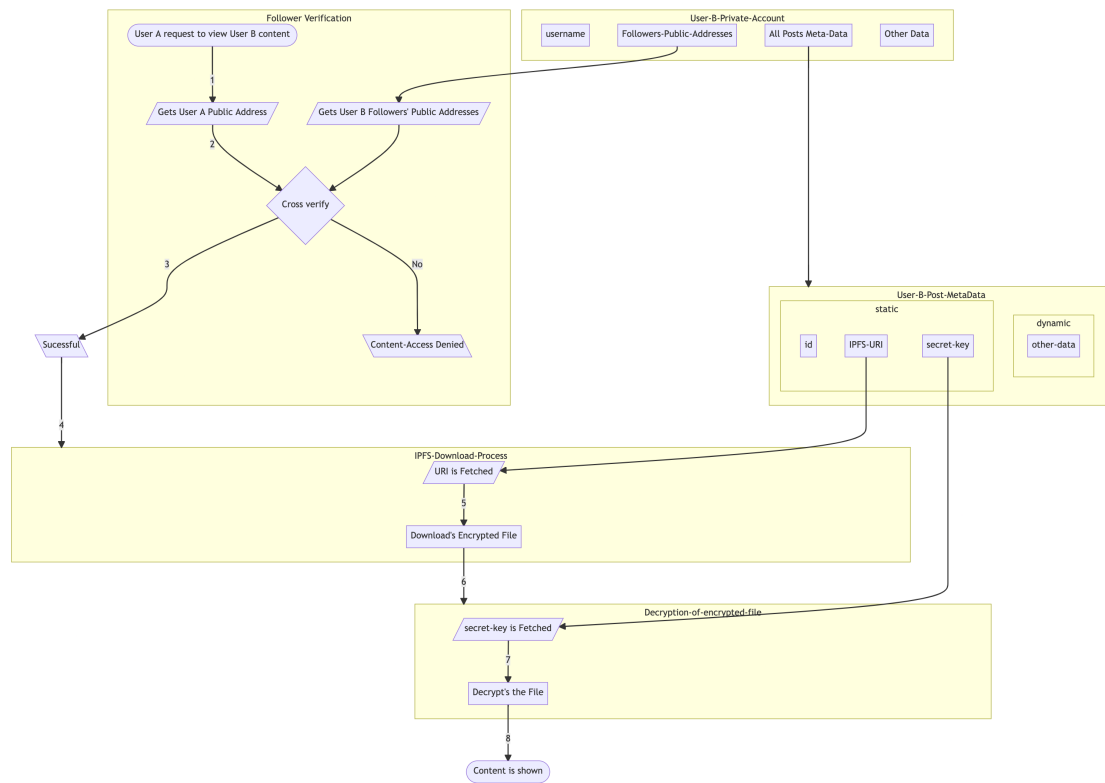 Follower Verification
User-B-Private-Account
User A request to view User B content
username
Followers-Public-Addresses
All Posts Meta-Data
Other Data
1
Gets User A Public Address
Gets User B Followers' Public Addresses
2
Cross verify
3
No
User-B-Post-MetaData
static
dynamic
Sucessful
Content-Access Denied
id
IPFS-URI
secret-key
other-data
4
IPFS-Download-Process
URI is Fetched
5
Download's Encrypted File
6
Decryption-of-encrypted-file
secret-key is Fetched
7
Decrypt's the File
8
Content is shown